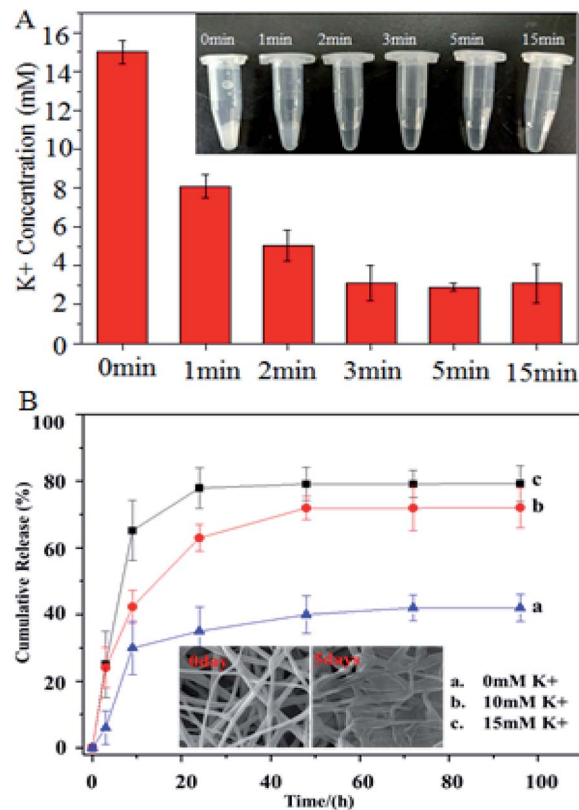 A
K+ Concentration (mM)
16
14
12
10
8
6
4
2
0
0min 1min 2min 3min 5min 15min
0min 1min 2min 3min 5min 15min
B
Cumulative Release (%)
100
80
60
40
20
0
c
b
a
0day
5days
a. 0mM K+
b. 10mM K+
c. 15mM K+
0 20 40 60 80 100
Time/(h)